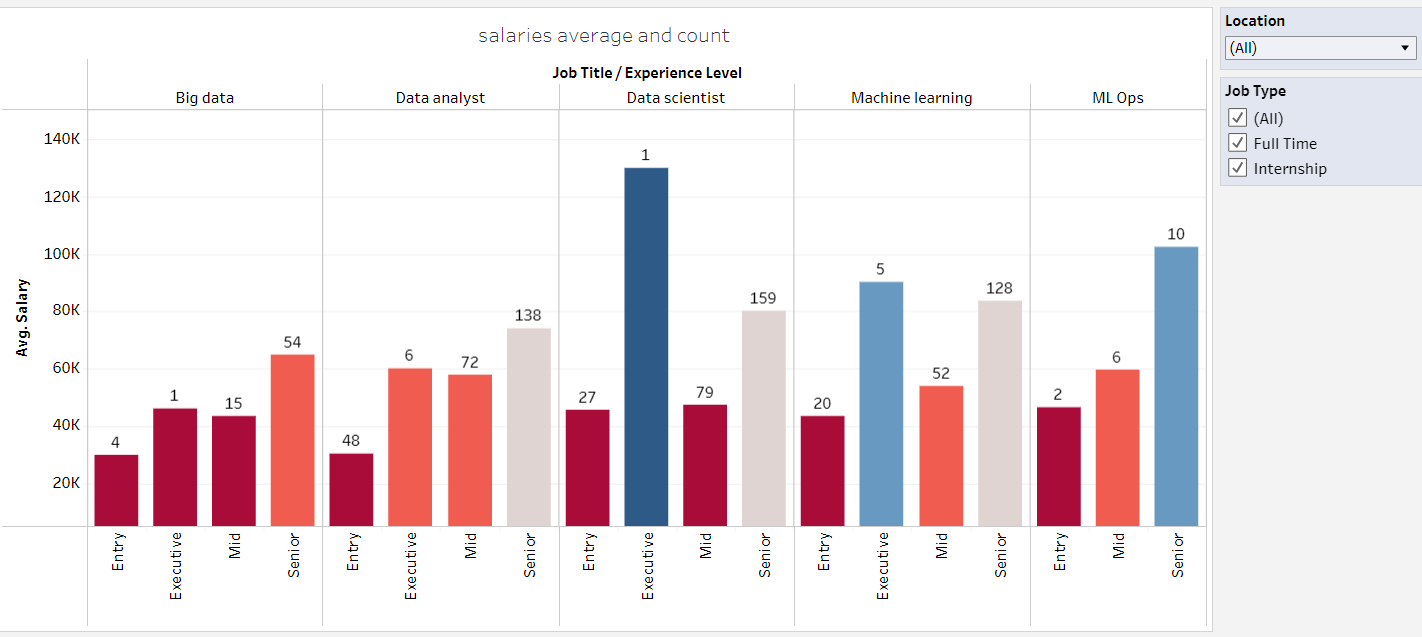 salaries average and count
Job Title / Experience Level
Big data Data analyst Data scientist Machine learning ML Ops
Avg. Salary
140K
120K
100K
80K
60K
40K
20K
4 1 15 54 48 6 72 138 27 1 79 159 20 5 52 128 2 6 10
Entry Executive Mid Senior Entry Executive Mid Senior Entry Executive Mid Senior Entry Executive Mid Senior Entry Mid Senior
Location
(All)
Job Type
(All)
Full Time
Internship